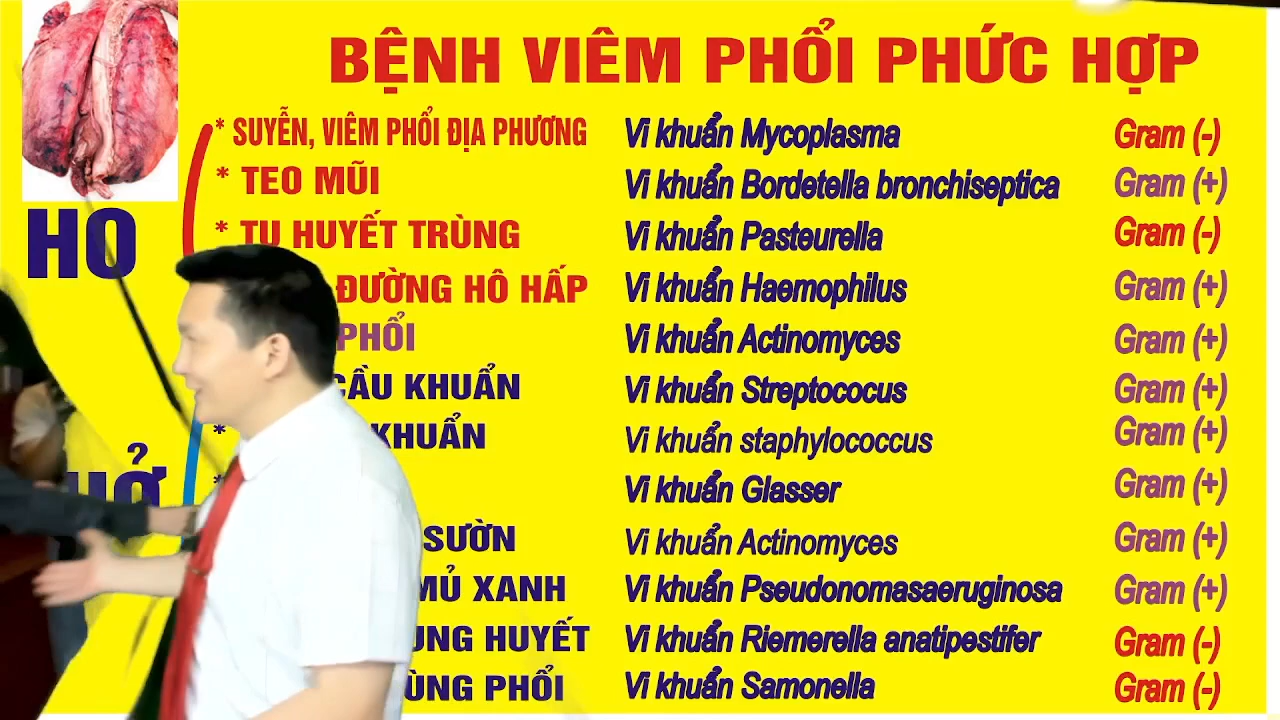 BỆNH VIÊM PHỔI PHỨC HỢP
* SUYỄN, VIÊM PHỔI ĐỊA PHƯƠNG Vi khuẩn Mycoplasma Gram (-)
* TEO MŨI Vi khuẩn Bordetella bronchiseptica Gram (+)
HO
* TỤ HUYẾT TRÙNG Vi khuẩn Pasteurella Gram (-)
ĐƯỜNG HÔ HẤP Vi khuẩn Haemophilus Gram (+)
PHỔI Vi khuẩn Actinomyces Gram (+)
CẦU KHUẨN Vi khuẩn Streptococus Gram (+)
* KHUẨN Vi khuẩn staphylococcus Gram (+)
Vi khuẩn Glasser Gram (+)
SƯỜN Vi khuẩn Actinomyces Gram (+)
MỦ XANH Vi khuẩn Pseudonomasaeruginosa Gram (+)
HUYẾT Vi khuẩn Riemerella anatipestifer Gram (-)
PHỔI Vi khuẩn Samonella Gram (-)